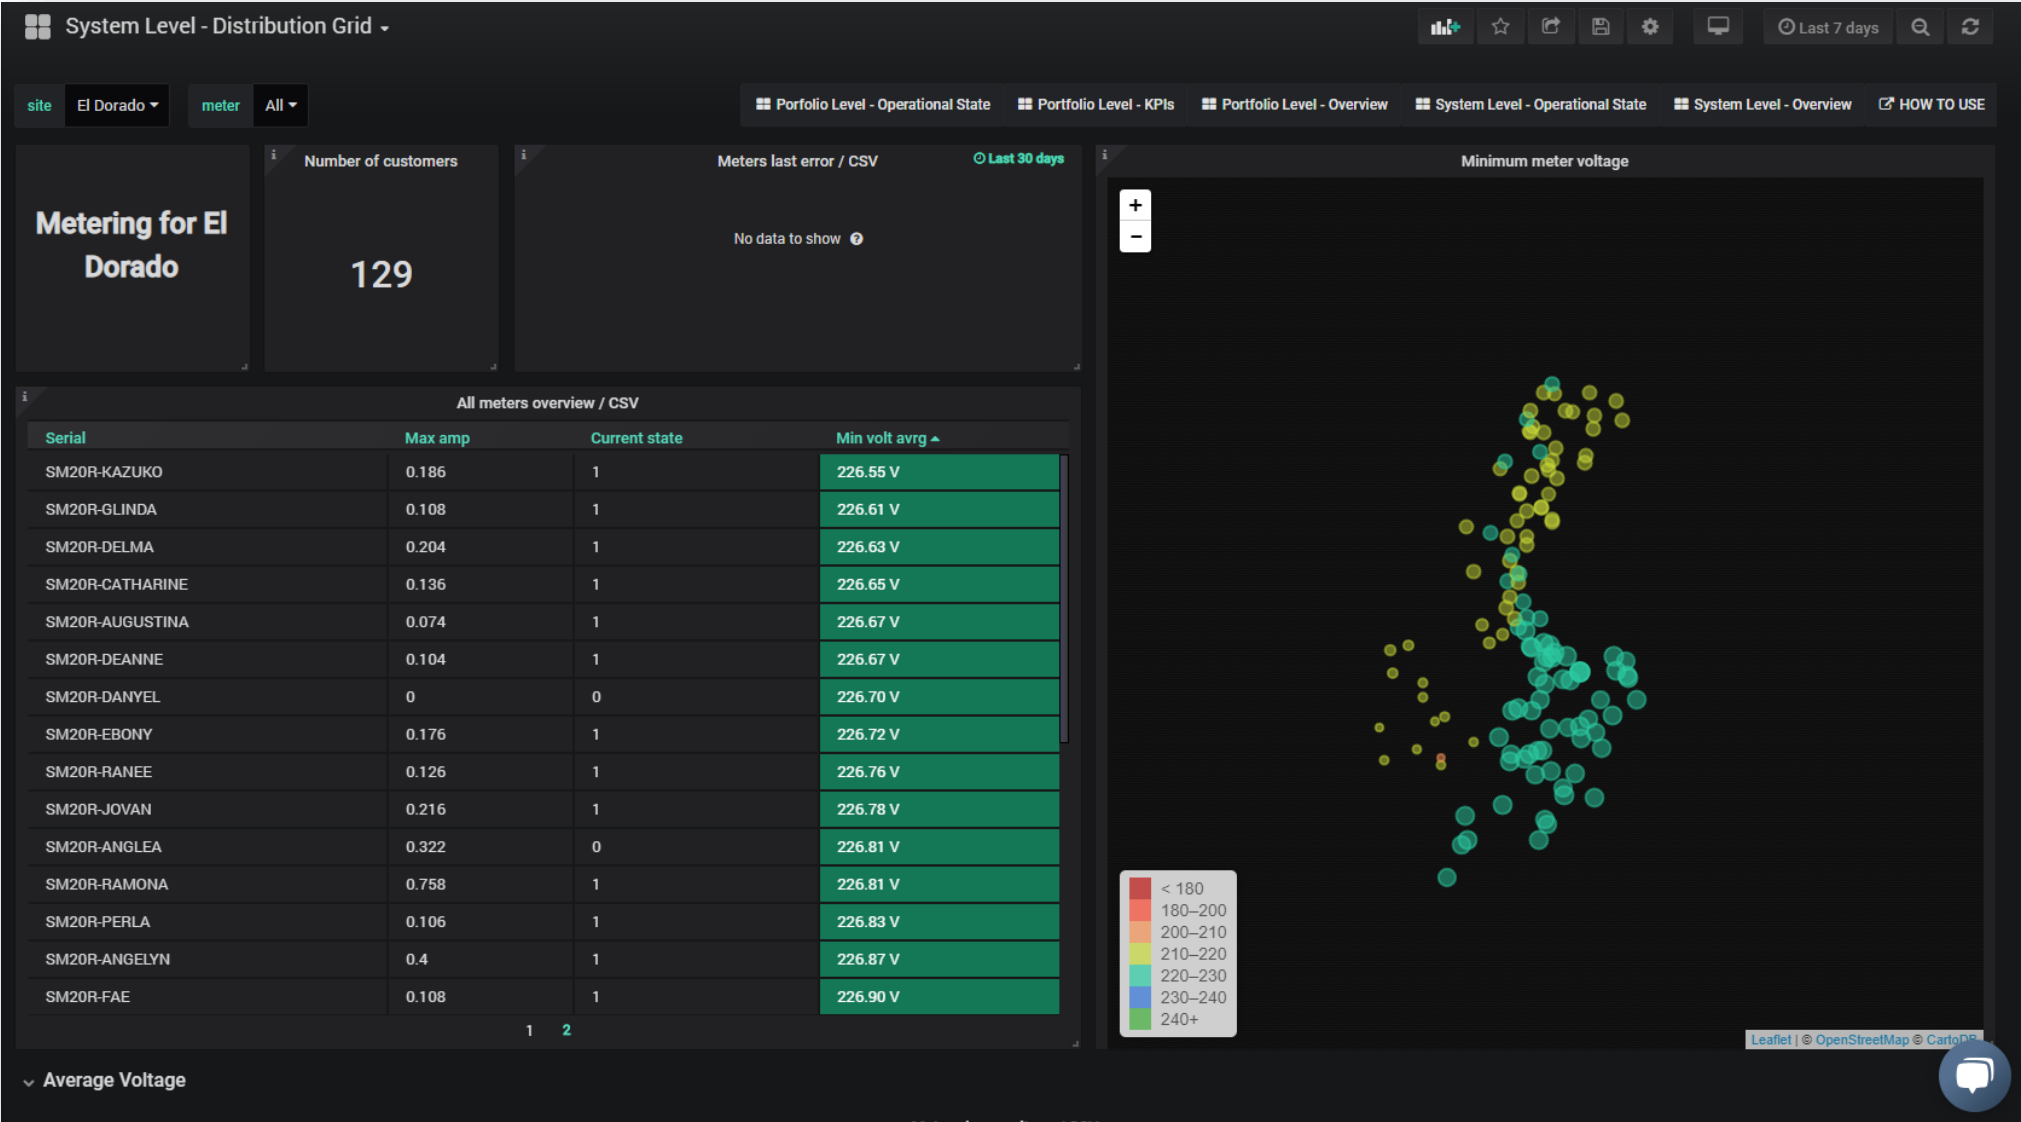 System Level - Distribution Grid
Last 7 days
site El Dorado meter All
Porfolio Level - Operational State Portfolio Level - KPIs Portfolio Level - Overview System Level - Operational State System Level - Overview HOW TO USE
Metering for El
Dorado
Number of customers
129
Meters last error / CSV
Last 30 days
No data to show
All meters overview / CSV
Serial Max amp Current state Min volt avrg
SM20R-KAZUKO 0.186 1 226.55 V
SM20R-GLINDA 0.108 1 226.61 V
SM20R-DELMA 0.204 1 226.63 V
SM20R-CATHARINE 0.136 1 226.65 V
SM20R-AUGUSTINA 0.074 1 226.67 V
SM20R-DEANNE 0.104 1 226.67 V
SM20R-DANYEL 0 0 226.70 V
SM20R-EBONY 0.176 1 226.72 V
SM20R-RANEE 0.126 1 226.76 V
SM20R-JOVAN 0.216 1 226.78 V
SM20R-ANGLEA 0.322 0 226.81 V
SM20R-RAMONA 0.758 1 226.81 V
SM20R-PERLA 0.106 1 226.83 V
SM20R-ANGELYN 0.4 1 226.87 V
SM20R-FAE 0.108 1 226.90 V
1 2
Minimum meter voltage
+
−
< 180
180–200
200–210
210–220
220–230
230–240
240+
Leaflet | © OpenStreetMap © CartoDB
Average Voltage